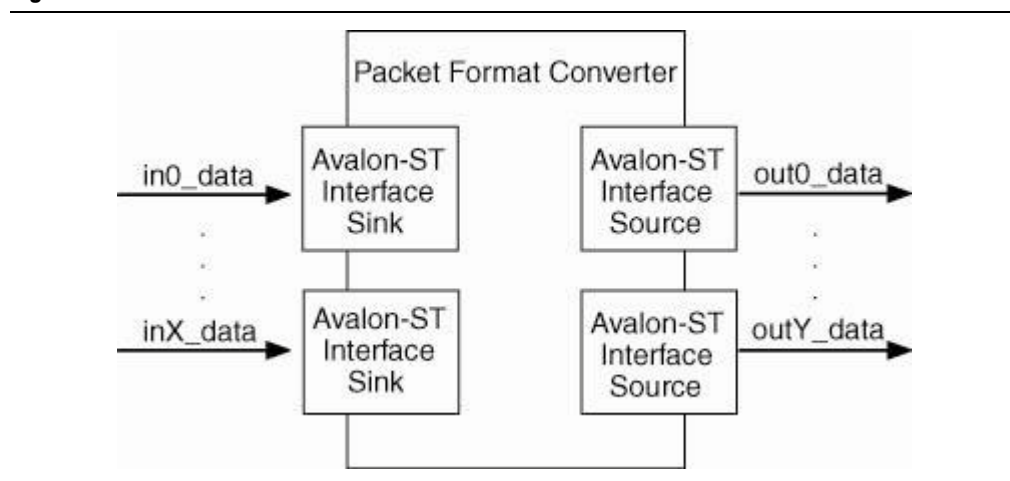 Packet Format Converter
in0_data
Avalon-ST
Interface
Sink
Avalon-ST
Interface
Source
out0_data
inX_data
Avalon-ST
Interface
Sink
Avalon-ST
Interface
Source
outY_data